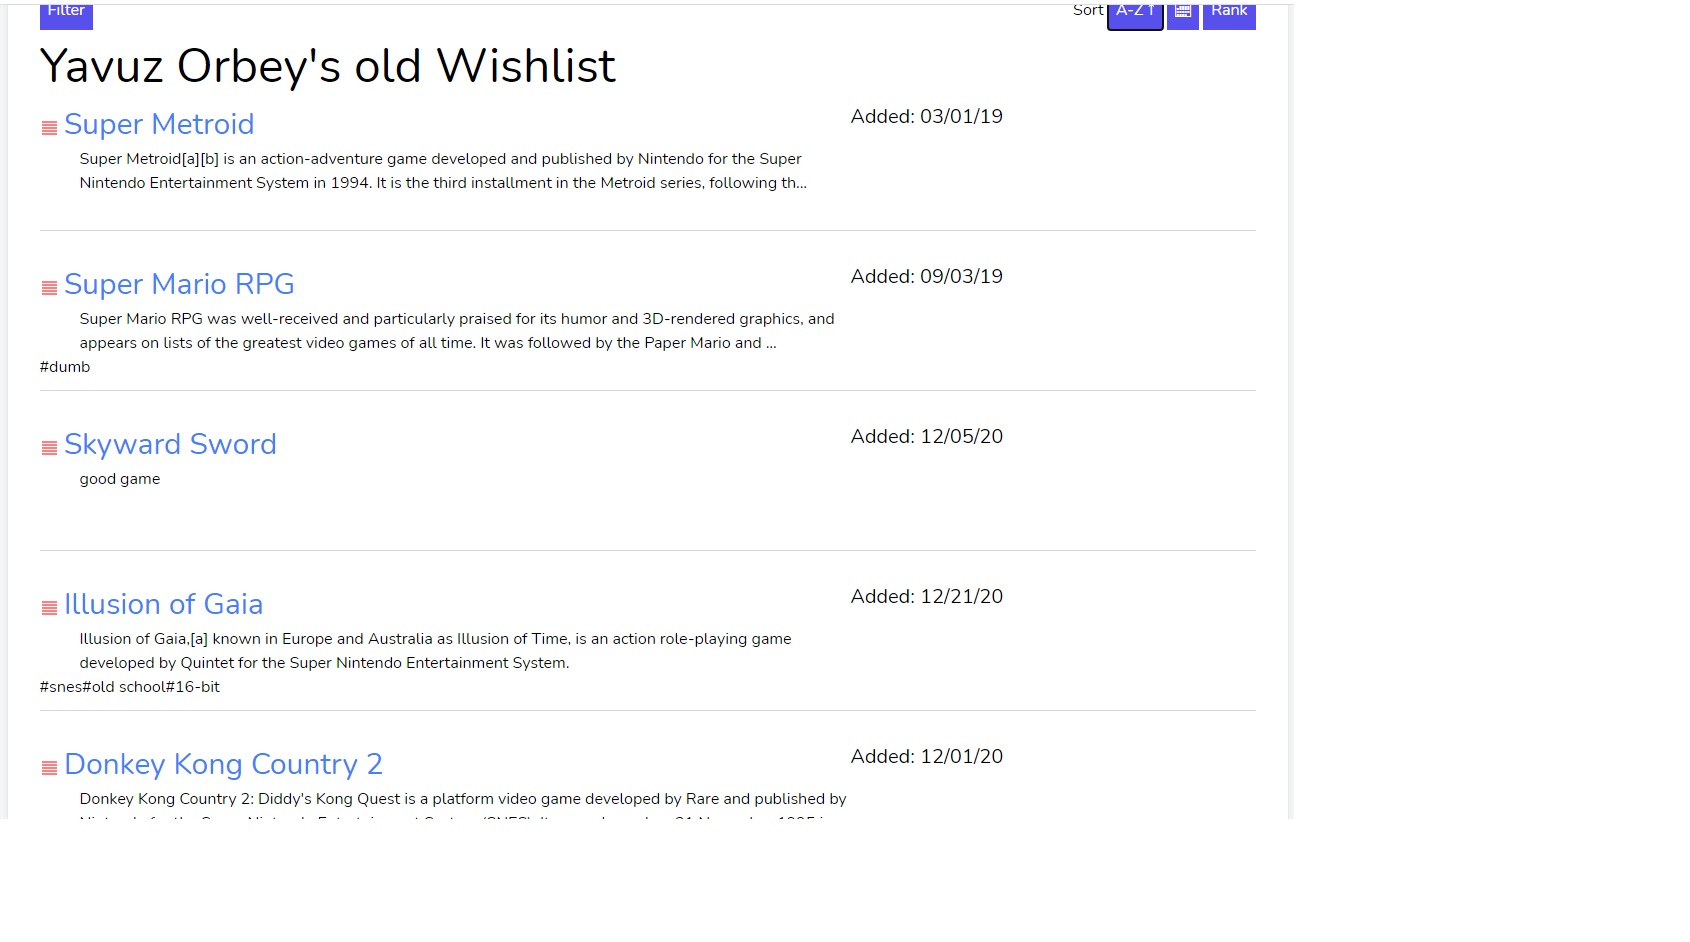 Filter
Sort A-Z↑ Rank
Yavuz Orbey's old Wishlist
Super Metroid
Added: 03/01/19
Super Metroid[a][b] is an action-adventure game developed and published by Nintendo for the Super
Nintendo Entertainment System in 1994. It is the third installment in the Metroid series, following th...
Super Mario RPG
Added: 09/03/19
Super Mario RPG was well-received and particularly praised for its humor and 3D-rendered graphics, and
appears on lists of the greatest video games of all time. It was followed by the Paper Mario and ...
#dumb
Skyward Sword
Added: 12/05/20
good game
Illusion of Gaia
Added: 12/21/20
Illusion of Gaia,[a] known in Europe and Australia as Illusion of Time, is an action role-playing game
developed by Quintet for the Super Nintendo Entertainment System.
#snes#old school#16-bit
Donkey Kong Country 2
Added: 12/01/20
Donkey Kong Country 2: Diddy's Kong Quest is a platform video game developed by Rare and published by